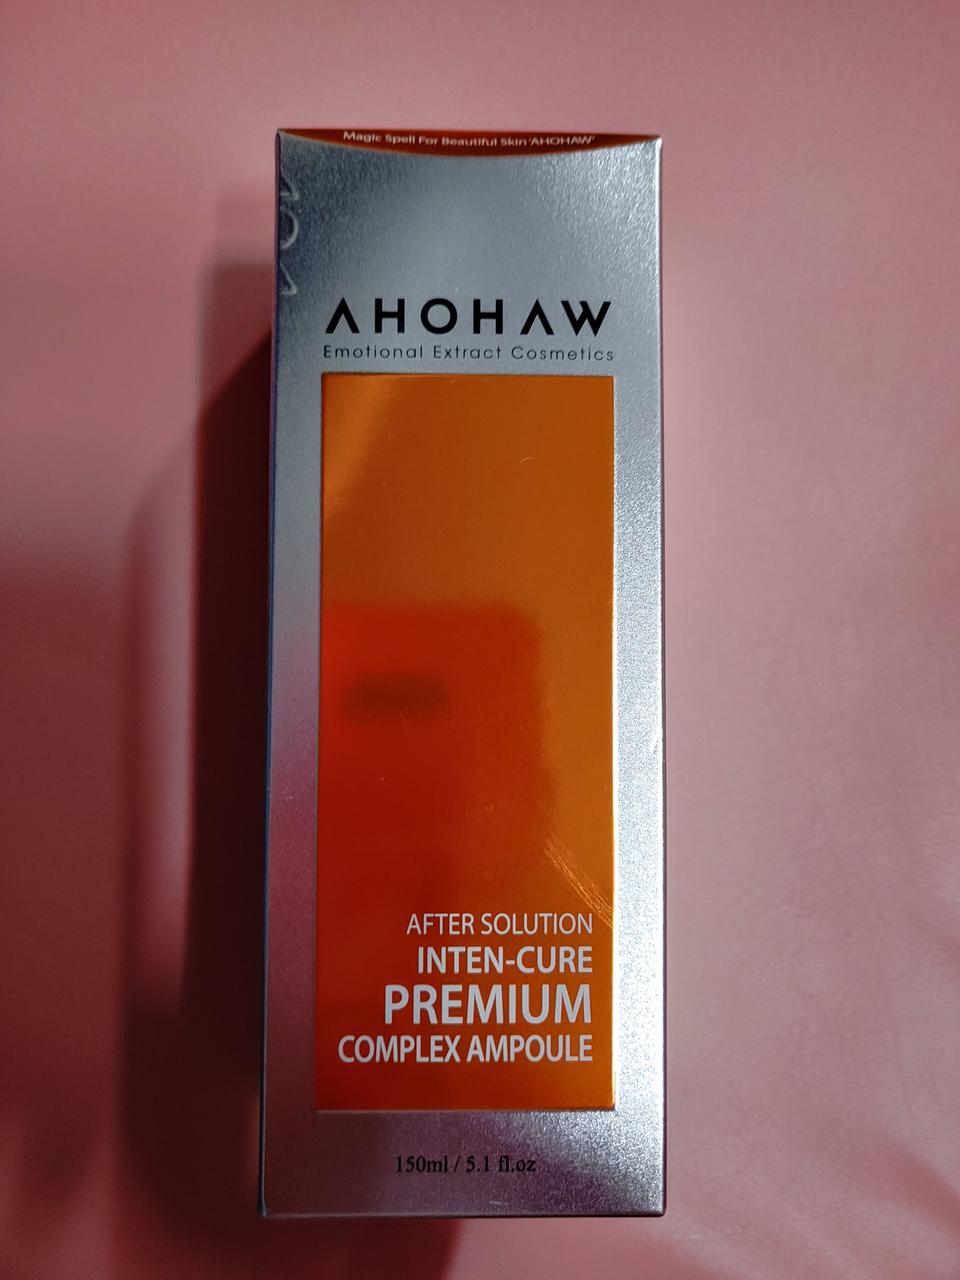 Magic Spell For Beautiful Skin 'AHOHAW'
AHOHAW
Emotional Extract Cosmetics
AFTER SOLUTION
INTEN-CURE
PREMIUM
COMPLEX AMPOULE
150ml / 5.1 fl.oz